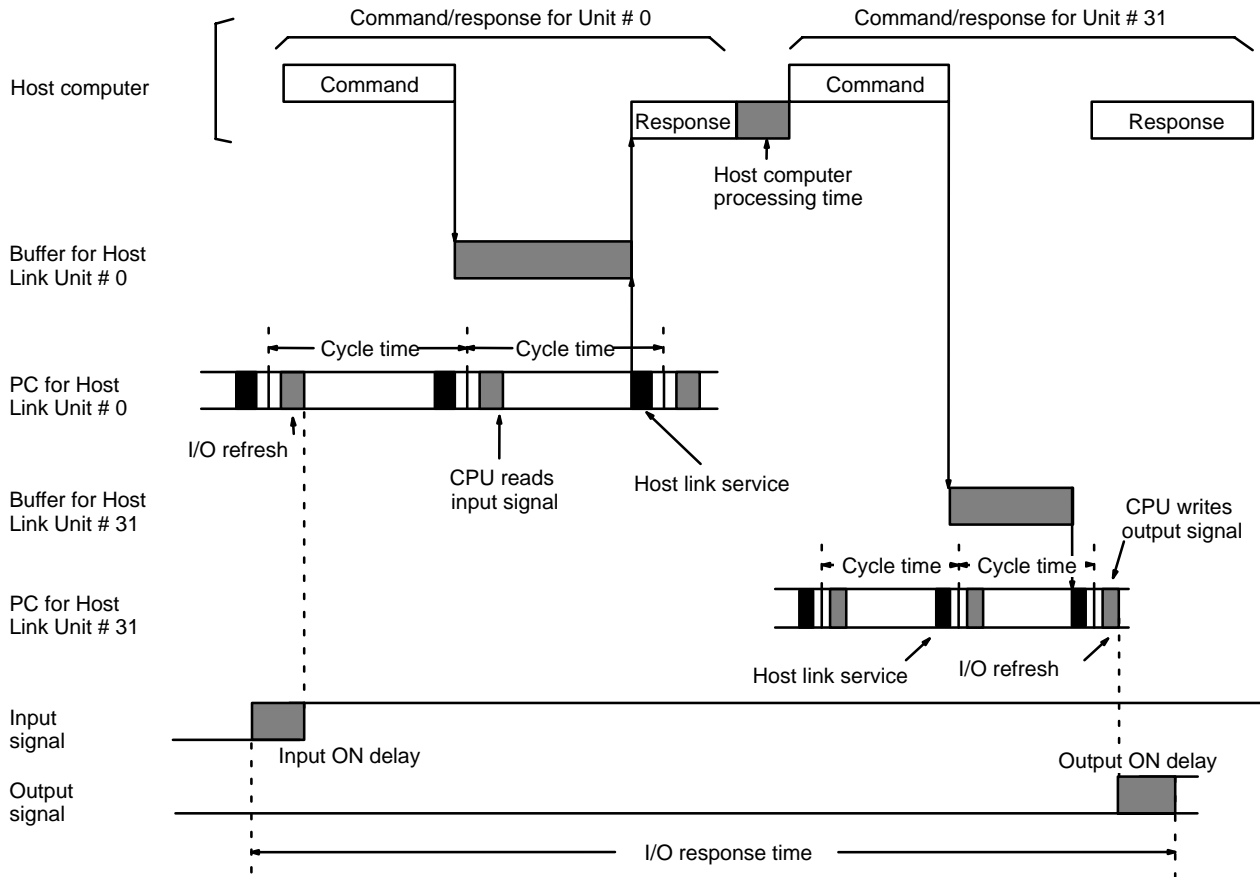 Command/response for Unit # 0
Command/response for Unit # 31
Host computer
Command
Command
Response
Response
Host computer
processing time
Buffer for Host
Link Unit # 0
Cycle time
Cycle time
PC for Host
Link Unit # 0
I/O refresh
CPU reads
input signal
Host link service
Buffer for Host
Link Unit # 31
CPU writes
output signal
Cycle time
Cycle time
PC for Host
Link Unit # 31
Host link service
I/O refresh
Input
signal
Input ON delay
Output ON delay
Output
signal
I/O response time